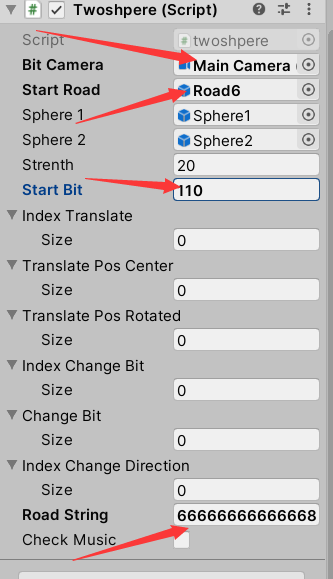 Twoshpere (Script)
Script twoshpere
Bit Camera Main Camera
Start Road Road6
Sphere 1 Sphere1
Sphere 2 Sphere2
Strenth 20
Start Bit 110
Index Translate
Size 0
Translate Pos Center
Size 0
Translate Pos Rotated
Size 0
Index Change Bit
Size 0
Change Bit
Size 0
Index Change Direction
Size 0
Road String 66666666666668
Check Music